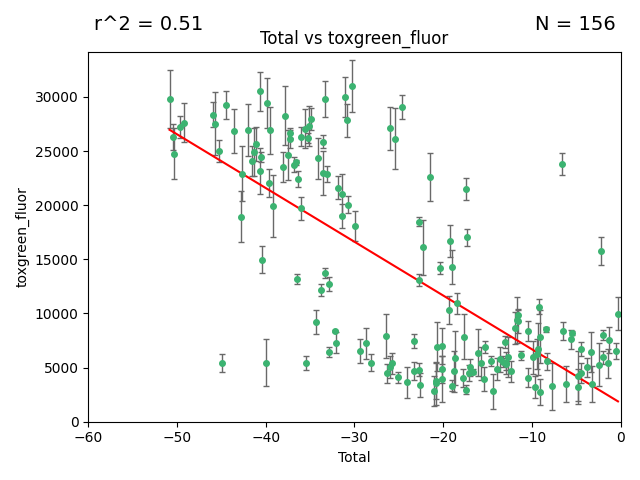 r^2 = 0.51 N = 156
Total vs toxgreen_fluor
30000
25000
20000
15000
10000
5000
0
toxgreen_fluor
−60 −50 −40 −30 −20 −10 0
Total